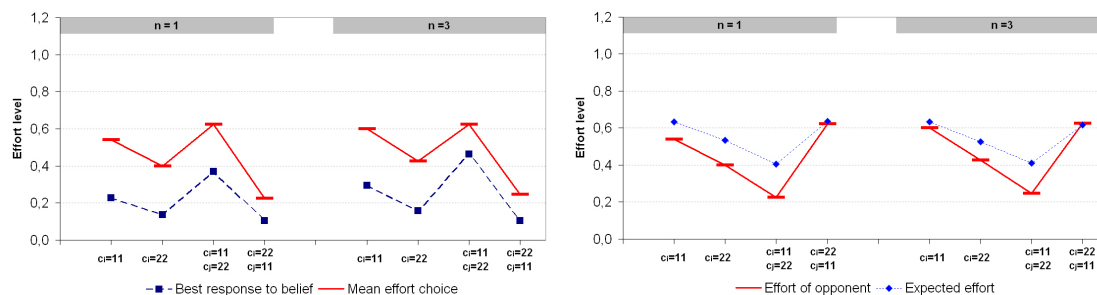 1,2
1,0
0,8
0,6
0,4
0,2
0,0
Effort level
n = 1
n =3
cᵢ=11
cᵢ=22
cᵢ=11
cⱼ=22
cᵢ=22
cⱼ=11
cᵢ=11
cᵢ=22
cᵢ=11
cⱼ=22
cᵢ=22
cⱼ=11
Best response to belief
Mean effort choice
1,2
1,0
0,8
0,6
0,4
0,2
0,0
Effort level
n = 1
n =3
cᵢ=11
cᵢ=22
cᵢ=11
cⱼ=22
cᵢ=22
cⱼ=11
cᵢ=11
cᵢ=22
cᵢ=11
cⱼ=22
cᵢ=22
cⱼ=11
Effort of opponent
Expected effort